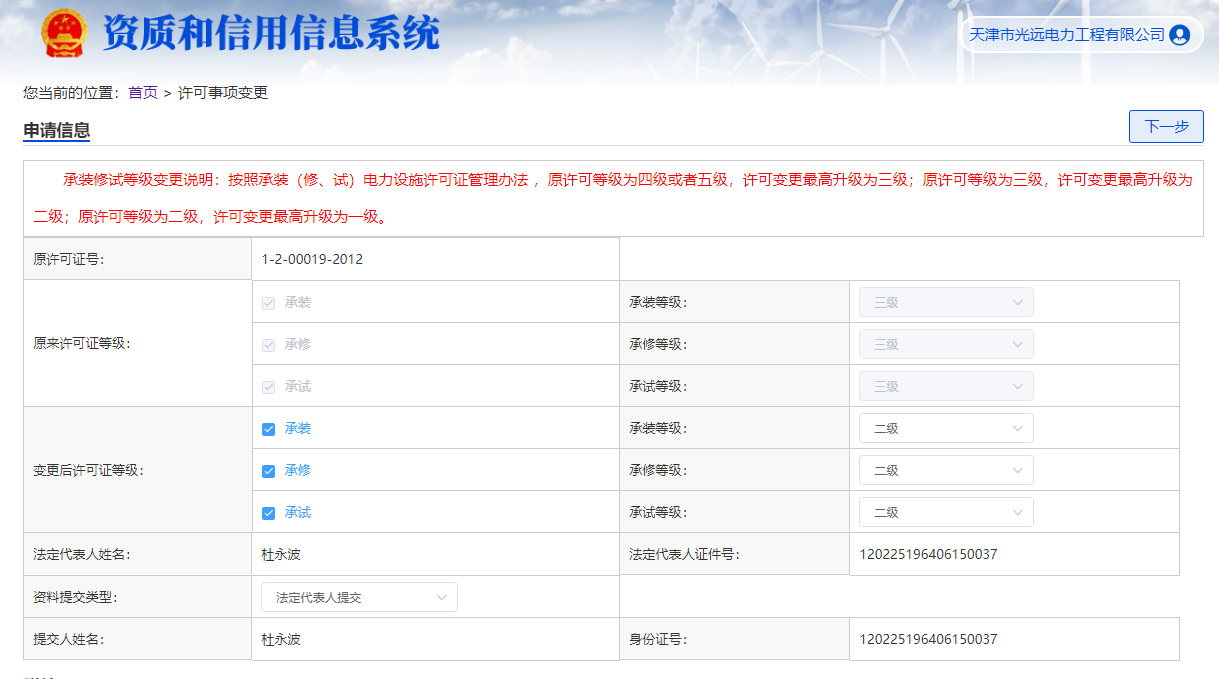 资质和信用信息系统
天津市光远电力工程有限公司
您当前的位置: 首页 > 许可事项变更
申请信息
下一步
承装修试等级变更说明：按照承装（修、试）电力设施许可证管理办法 ，原许可等级为四级或者五级，许可变更最高升级为三级；原许可等级为三级，许可变更最高升级为
二级；原许可等级为二级，许可变更最高升级为一级。
原许可证号: 1-2-00019-2012
原来许可证等级:
承装 承装等级: 三级
承修 承修等级: 三级
承试 承试等级: 三级
变更后许可证等级:
承装 承装等级: 二级
承修 承修等级: 二级
承试 承试等级: 二级
法定代表人姓名: 杜永波 法定代表人证件号: 120225196406150037
资料提交类型: 法定代表人提交
提交人姓名: 杜永波 身份证号: 120225196406150037